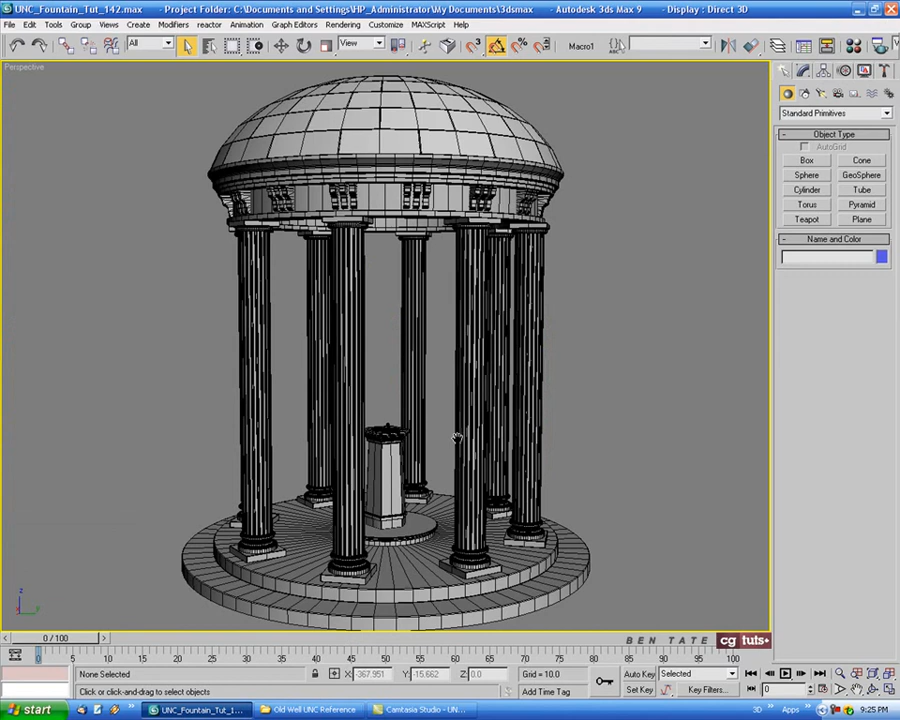 UNC_Fountain_Tut_142.max - Project Folder: C:\Documents and Settings\HP_Administrator\My Documents\3dsmax - Autodesk 3ds Max 9 - Display : Direct 3D
File Edit Tools Group Views Create Modifiers reactor Animation Graph Editors Rendering Customize MAXScript Help
All View Macro1
Perspective
Standard Primitives
- Object Type
AutoGrid
Box Cone
Sphere GeoSphere
Cylinder Tube
Torus Pyramid
Teapot Plane
- Name and Color
z
0 / 100
BEN TATE cg tuts+
0 5 10 15 20 25 30 35 40 45 50 55 60 65 70 75 80 85 90 95 100
None Selected X: -367.951 Y: -15.662 Z: 0.0 Grid = 10.0 Auto Key Selected
Click or click-and-drag to select objects Add Time Tag Set Key Key Filters... 0
start UNC_Fountain_Tut_1... Old Well UNC Reference Camtasia Studio - UN... 3D Apps 9:25 PM